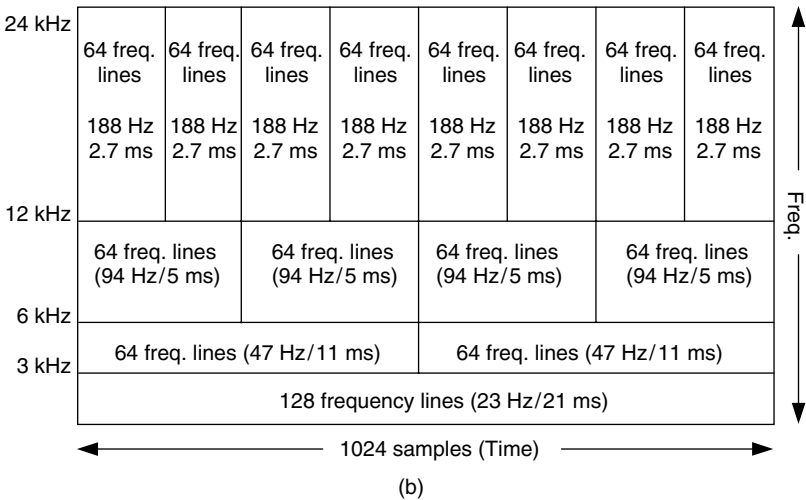 24 kHz
64 freq. 64 freq. 64 freq. 64 freq. 64 freq. 64 freq. 64 freq. 64 freq.
lines lines lines lines lines lines lines lines
188 Hz 188 Hz 188 Hz 188 Hz 188 Hz 188 Hz 188 Hz 188 Hz
2.7 ms 2.7 ms 2.7 ms 2.7 ms 2.7 ms 2.7 ms 2.7 ms 2.7 ms
Freq.
12 kHz
64 freq. lines 64 freq. lines 64 freq. lines 64 freq. lines
(94 Hz/5 ms) (94 Hz/5 ms) (94 Hz/5 ms) (94 Hz/5 ms)
6 kHz
64 freq. lines (47 Hz/11 ms) 64 freq. lines (47 Hz/11 ms)
3 kHz
128 frequency lines (23 Hz/21 ms)
1024 samples (Time)
(b)